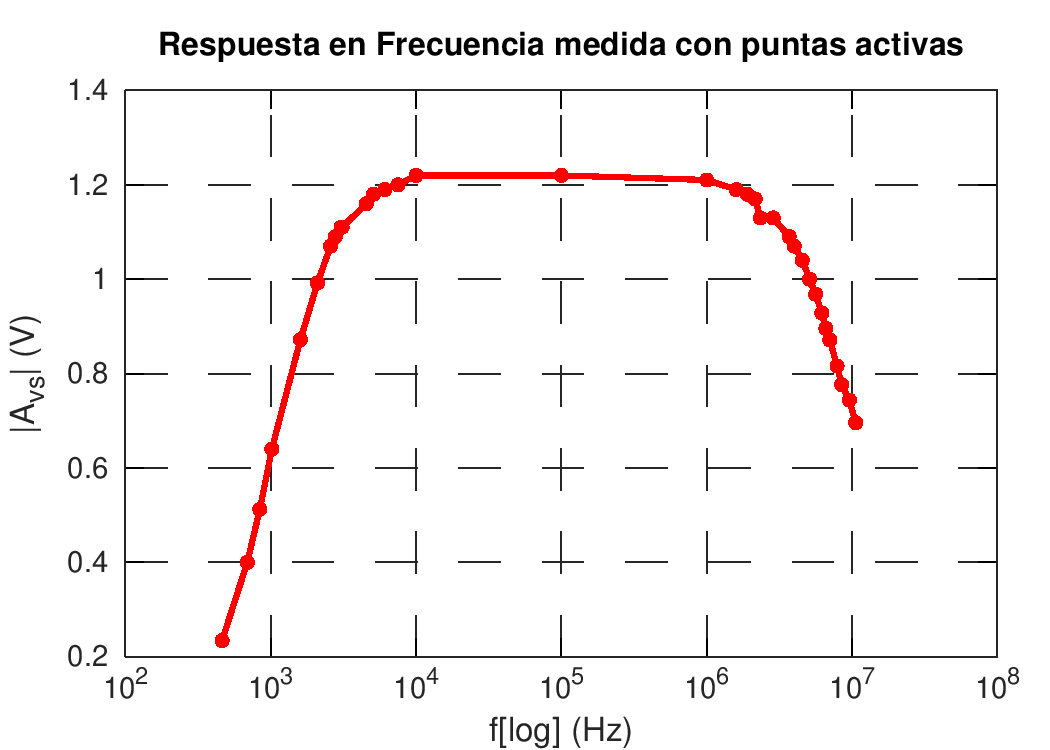 Respuesta en Frecuencia medida con puntas activas
|A_vs| (V)
1.4
1.2
1
0.8
0.6
0.4
0.2
10^2 10^3 10^4 10^5 10^6 10^7 10^8
f[log] (Hz)